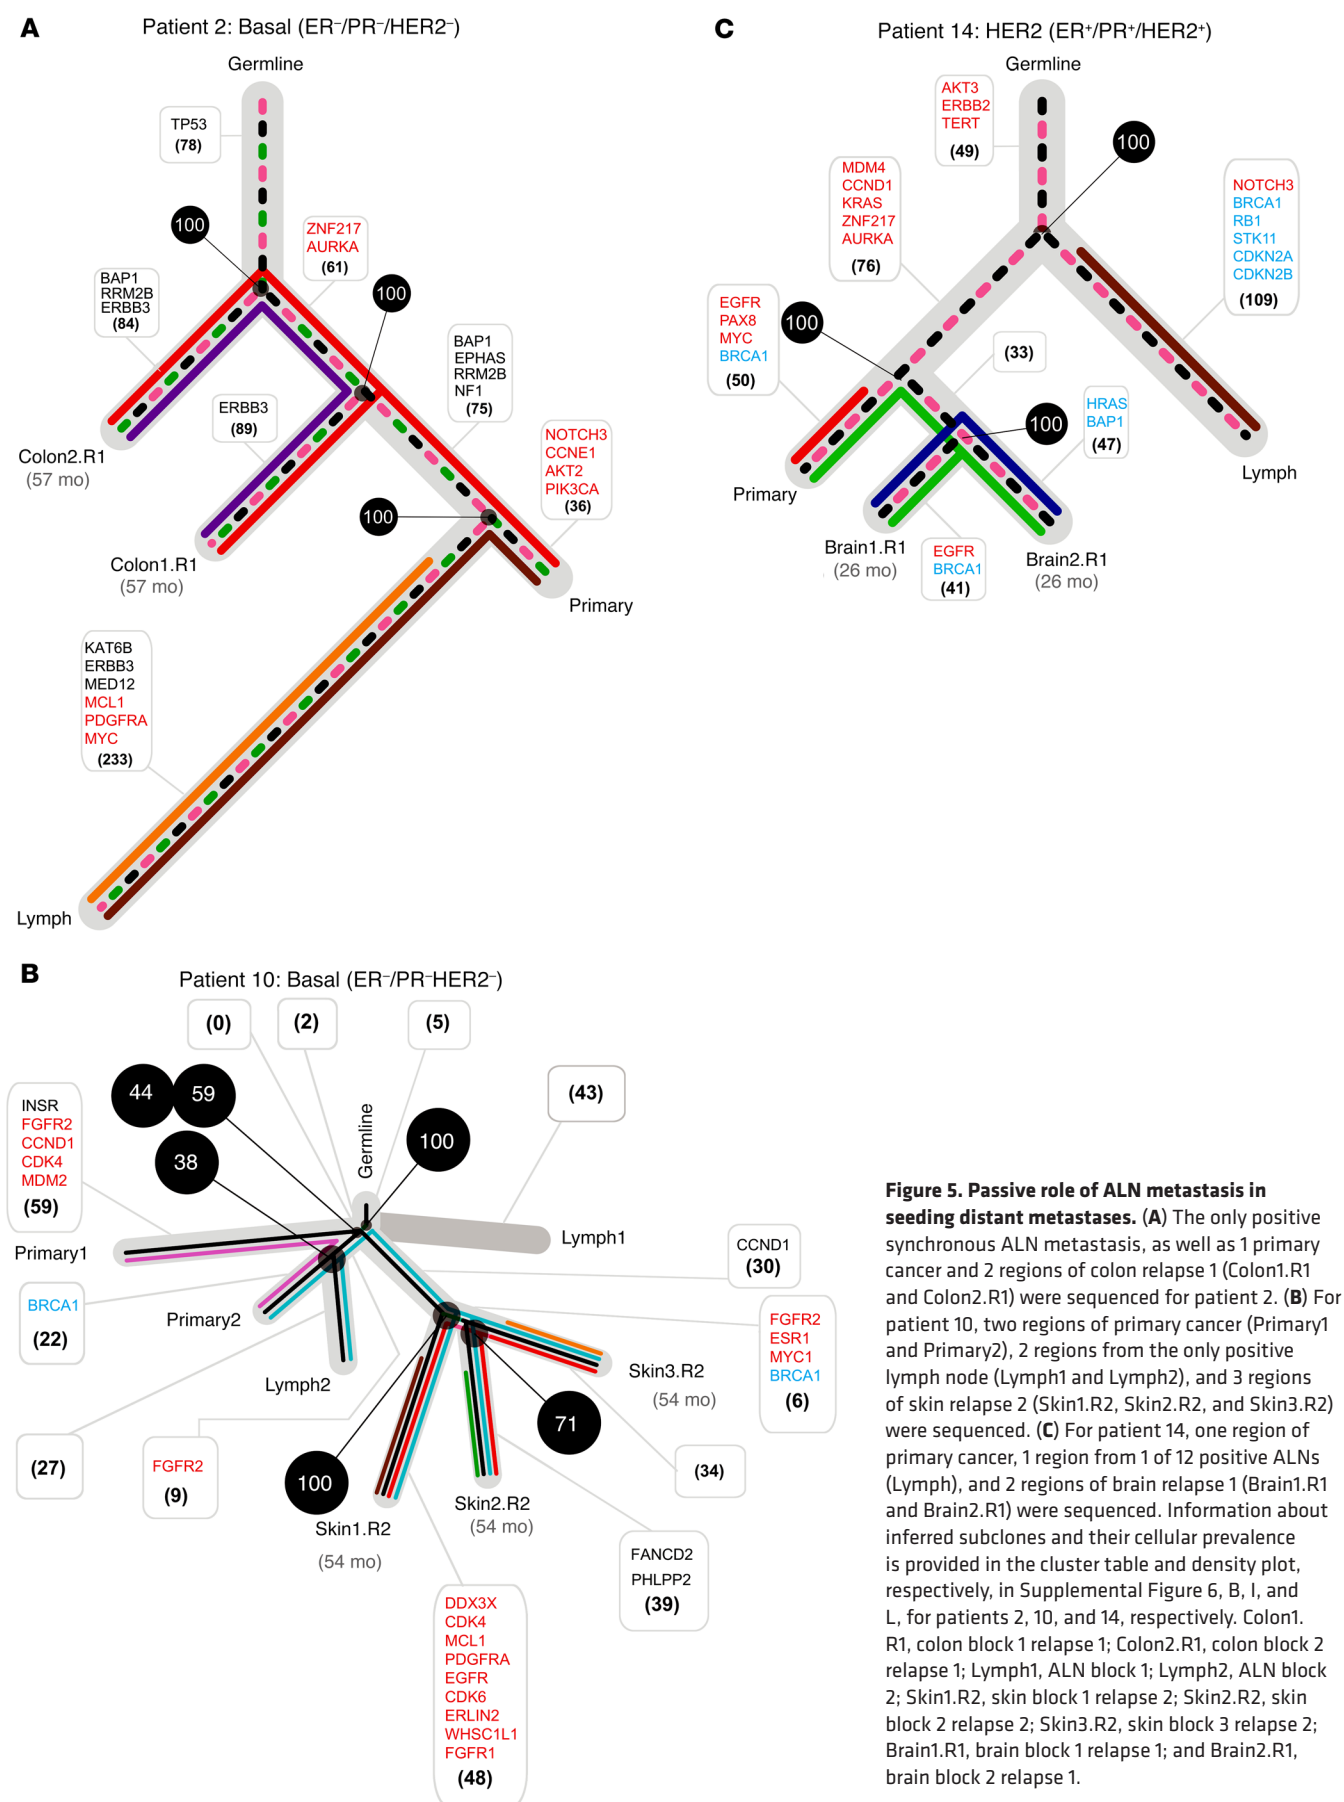 A
Patient 2: Basal (ER–/PR–/HER2–)
Germline
TP53
(78)
100
ZNF217
AURKA
(61)
100
BAP1
RRM2B
ERBB3
(84)
BAP1
EPHAS
RRM2B
NF1
(75)
ERBB3
(89)
NOTCH3
CCNE1
AKT2
PIK3CA
(36)
Colon2.R1
(57 mo)
100
Colon1.R1
(57 mo)
Primary
KAT6B
ERBB3
MED12
MCL1
PDGFRA
MYC
(233)
Lymph
C
Patient 14: HER2 (ER+/PR+/HER2+)
Germline
AKT3
ERBB2
TERT
(49)
100
MDM4
CCND1
KRAS
ZNF217
AURKA
(76)
NOTCH3
BRCA1
RB1
STK11
CDKN2A
CDKN2B
(109)
EGFR
PAX8
MYC
BRCA1
(50)
100
(33)
HRAS
BAP1
(47)
100
Primary
Lymph
Brain1.R1
(26 mo)
EGFR
BRCA1
(41)
Brain2.R1
(26 mo)
B
Patient 10: Basal (ER–/PR–HER2–)
(0)
(2)
(5)
44
59
(43)
38
Germline
100
INSR
FGFR2
CCND1
CDK4
MDM2
(59)
Primary1
Lymph1
CCND1
(30)
BRCA1
(22)
Primary2
FGFR2
ESR1
MYC1
BRCA1
(6)
Lymph2
Skin3.R2
(54 mo)
71
(27)
FGFR2
(9)
100
(34)
Skin1.R2
(54 mo)
Skin2.R2
(54 mo)
FANCD2
PHLPP2
(39)
DDX3X
CDK4
MCL1
PDGFRA
EGFR
CDK6
ERLIN2
WHSC1L1
FGFR1
(48)
Figure 5. Passive role of ALN metastasis in
seeding distant metastases. (A) The only positive
synchronous ALN metastasis, as well as 1 primary
cancer and 2 regions of colon relapse 1 (Colon1.R1
and Colon2.R1) were sequenced for patient 2. (B) For
patient 10, two regions of primary cancer (Primary1
and Primary2), 2 regions from the only positive
lymph node (Lymph1 and Lymph2), and 3 regions
of skin relapse 2 (Skin1.R2, Skin2.R2, and Skin3.R2)
were sequenced. (C) For patient 14, one region of
primary cancer, 1 region from 1 of 12 positive ALNs
(Lymph), and 2 regions of brain relapse 1 (Brain1.R1
and Brain2.R1) were sequenced. Information about
inferred subclones and their cellular prevalence
is provided in the cluster table and density plot,
respectively, in Supplemental Figure 6, B, I, and
L, for patients 2, 10, and 14, respectively. Colon1.
R1, colon block 1 relapse 1; Colon2.R1, colon block 2
relapse 1; Lymph1, ALN block 1; Lymph2, ALN block
2; Skin1.R2, skin block 1 relapse 2; Skin2.R2, skin
block 2 relapse 2; Skin3.R2, skin block 3 relapse 2;
Brain1.R1, brain block 1 relapse 1; and Brain2.R1,
brain block 2 relapse 1.